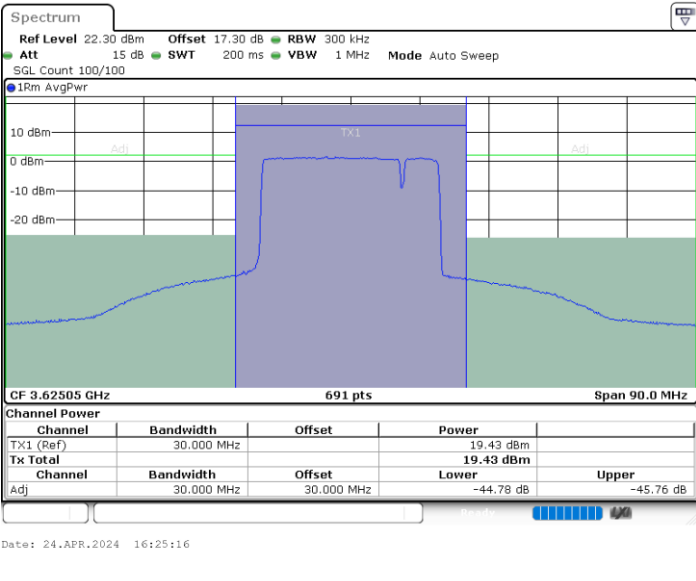 Spectrum
Ref Level 22.30 dBm Offset 17.30 dB RBW 300 kHz
Att 15 dB SWT 200 ms VBW 1 MHz Mode Auto Sweep
SGL Count 100/100
1Rm AvgPwr
10 dBm
TX1
Adj Adj
0 dBm
-10 dBm
-20 dBm
CF 3.62505 GHz 691 pts Span 90.0 MHz
Channel Power
Channel Bandwidth Offset Power
TX1 (Ref) 30.000 MHz 19.43 dBm
Tx Total 19.43 dBm
Channel Bandwidth Offset Lower Upper
Adj 30.000 MHz 30.000 MHz -44.78 dB -45.76 dB
Ready
Date: 24.APR.2024 16:25:16